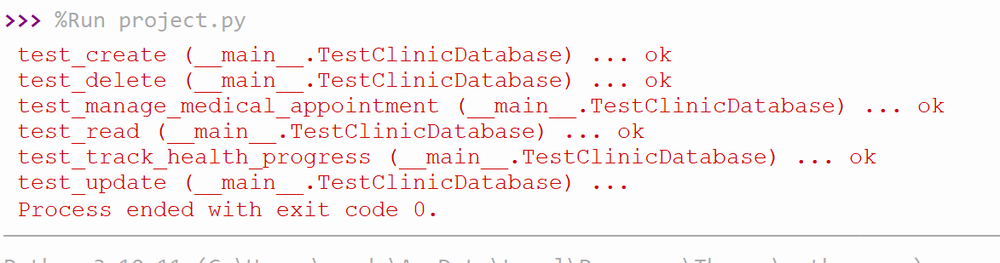 >>> %Run project.py
test_create (__main__.TestClinicDatabase) ... ok
test_delete (__main__.TestClinicDatabase) ... ok
test_manage_medical_appointment (__main__.TestClinicDatabase) ... ok
test_read (__main__.TestClinicDatabase) ... ok
test_track_health_progress (__main__.TestClinicDatabase) ... ok
test_update (__main__.TestClinicDatabase) ...
Process ended with exit code 0.